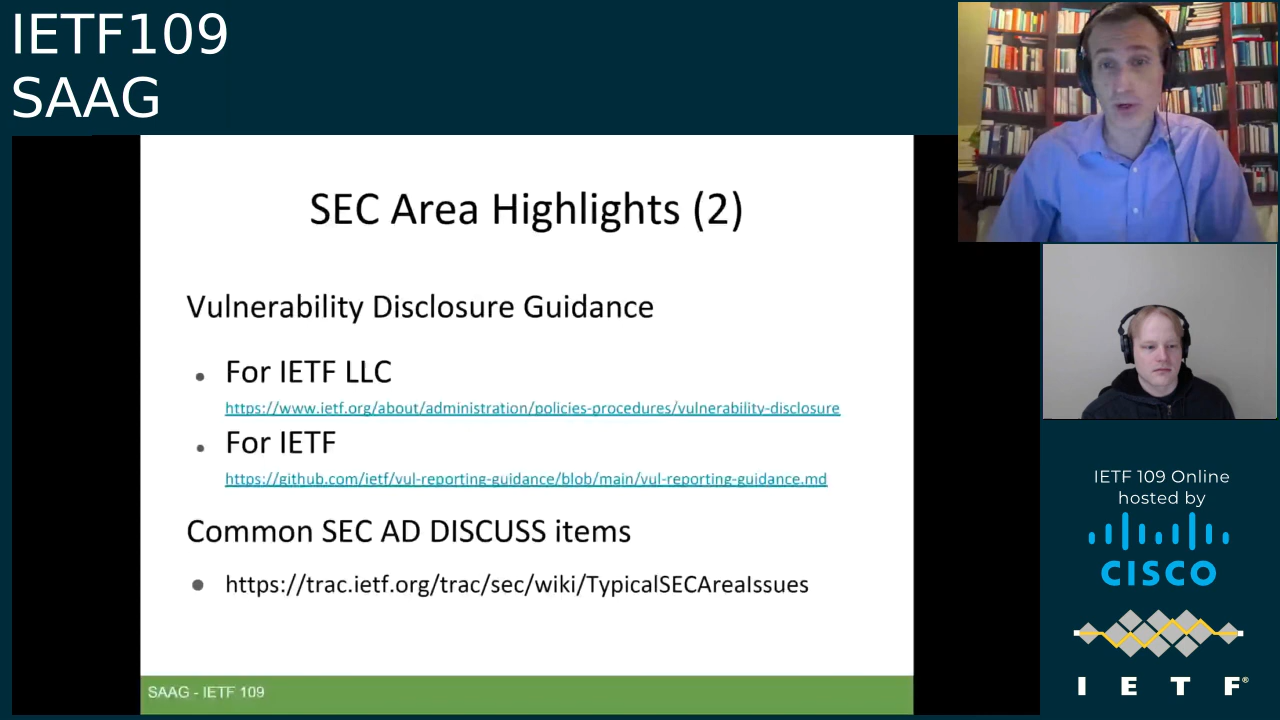 IETF109
SAAG
SEC Area Highlights (2)
Vulnerability Disclosure Guidance
• For IETF LLC
https://www.ietf.org/about/administration/policies-procedures/vulnerability-disclosure
• For IETF
https://github.com/ietf/vul-reporting-guidance/blob/main/vul-reporting-guidance.md
Common SEC AD DISCUSS items
• https://trac.ietf.org/trac/sec/wiki/TypicalSECAreaIssues
SAAG - IETF 109
IETF 109 Online
hosted by
CISCO
I E T F®